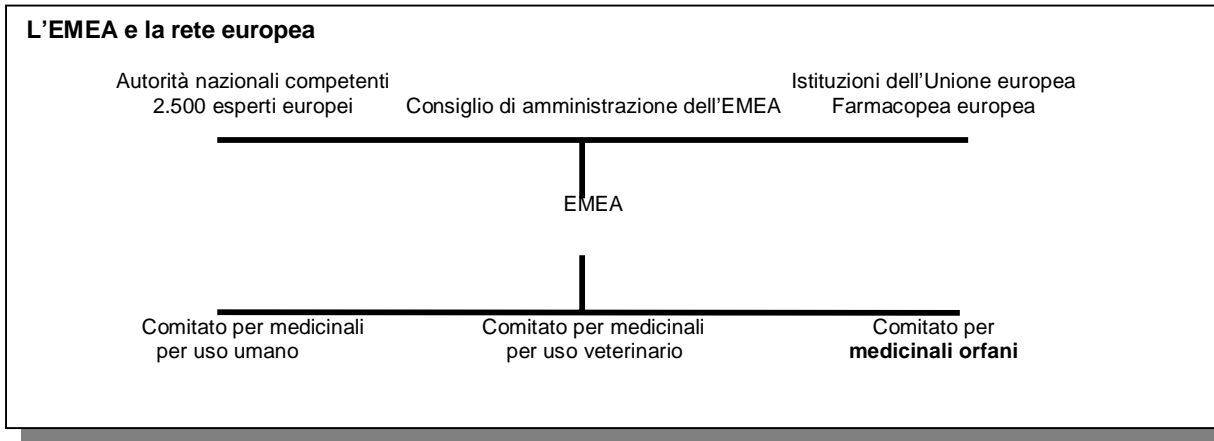 L'EMEA e la rete europea
Autorità nazionali competenti
2.500 esperti europei
Consiglio di amministrazione dell'EMEA
Istituzioni dell'Unione europea
Farmacopea europea
EMEA
Comitato per medicinali
per uso umano
Comitato per medicinali
per uso veterinario
Comitato per
medicinali orfani